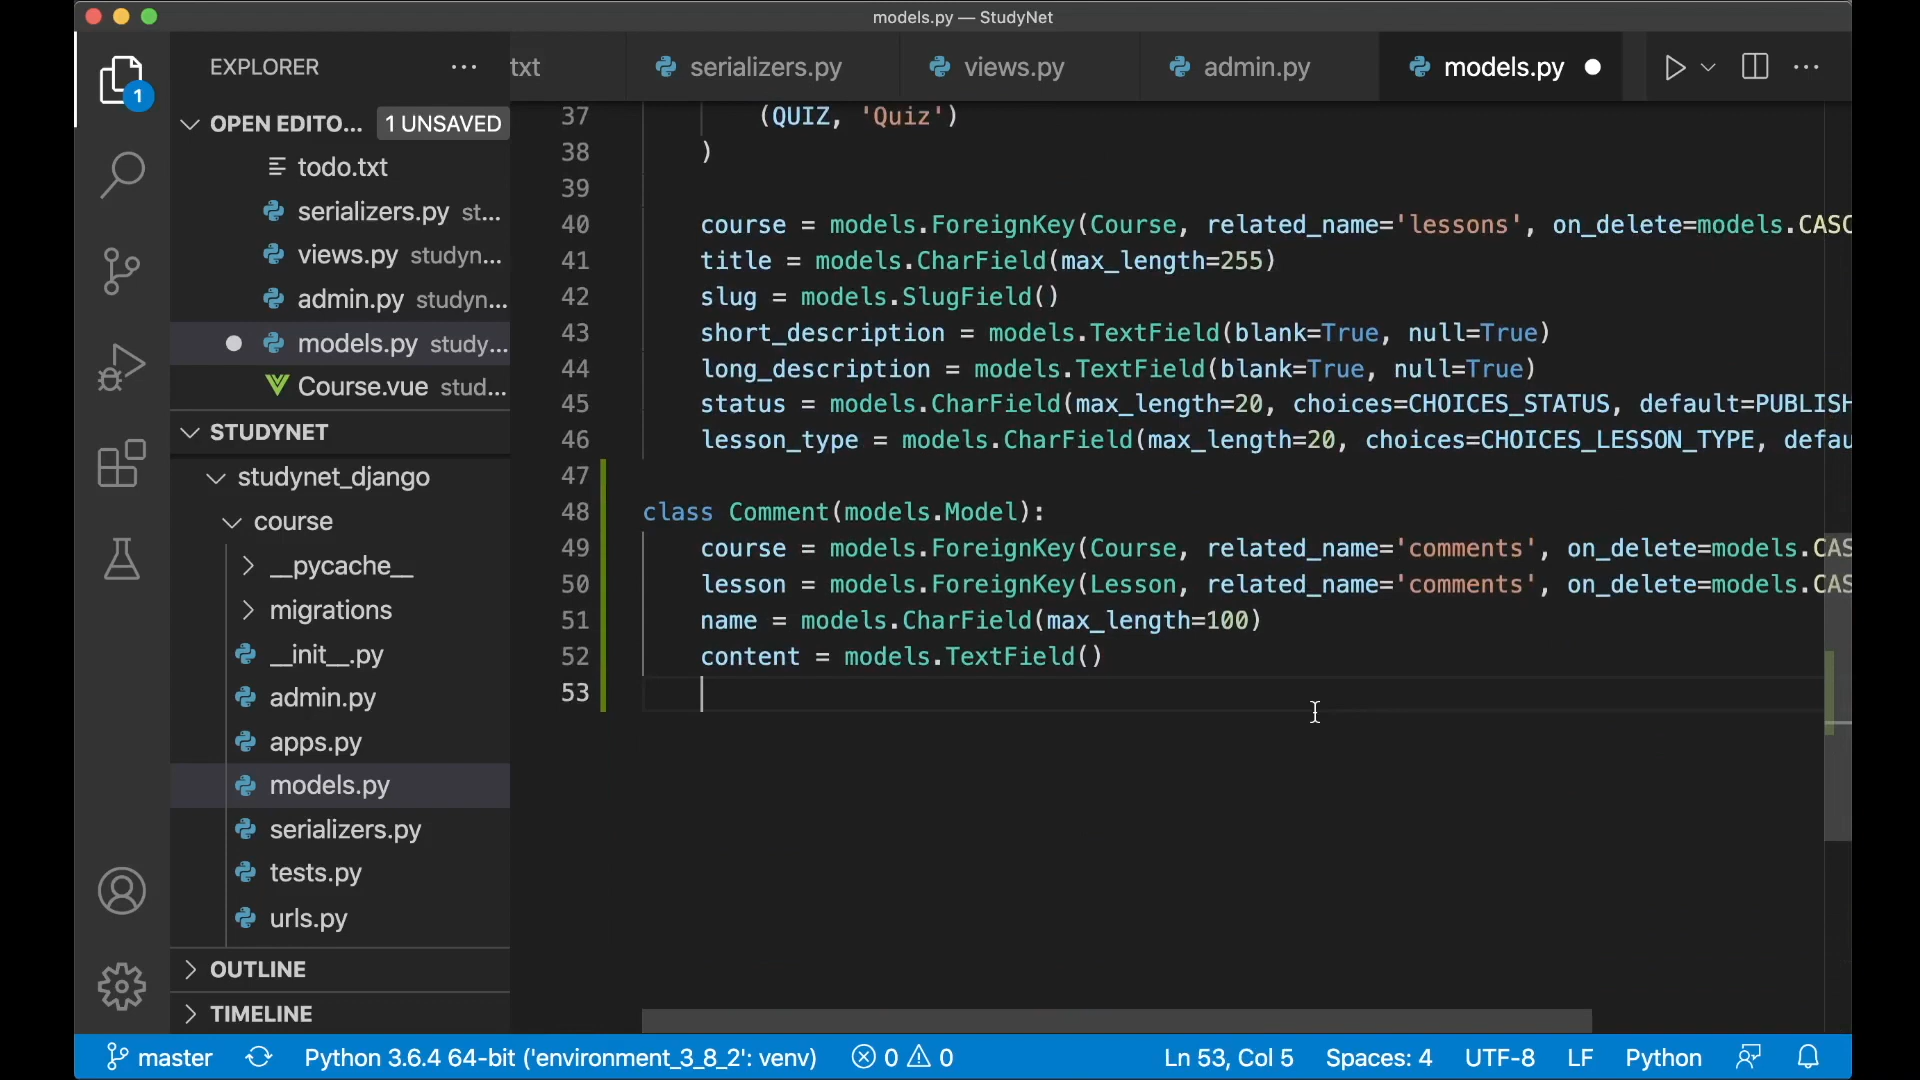 models.py — StudyNet
EXPLORER
txt
serializers.py
views.py
admin.py
models.py
1
OPEN EDITO... 1 UNSAVED
todo.txt
serializers.py st...
views.py studyn...
admin.py studyn...
models.py study...
Course.vue stud...
STUDYNET
studynet_django
course
__pycache__
migrations
__init__.py
admin.py
apps.py
models.py
serializers.py
tests.py
urls.py
OUTLINE
TIMELINE
37 (QUIZ, 'Quiz')
38 )
39
40 course = models.ForeignKey(Course, related_name='lessons', on_delete=models.CASC
41 title = models.CharField(max_length=255)
42 slug = models.SlugField()
43 short_description = models.TextField(blank=True, null=True)
44 long_description = models.TextField(blank=True, null=True)
45 status = models.CharField(max_length=20, choices=CHOICES_STATUS, default=PUBLISH
46 lesson_type = models.CharField(max_length=20, choices=CHOICES_LESSON_TYPE, defau
47
48 class Comment(models.Model):
49 course = models.ForeignKey(Course, related_name='comments', on_delete=models.CAS
50 lesson = models.ForeignKey(Lesson, related_name='comments', on_delete=models.CAS
51 name = models.CharField(max_length=100)
52 content = models.TextField()
53
master Python 3.6.4 64-bit ('environment_3_8_2': venv) 0 0 Ln 53, Col 5 Spaces: 4 UTF-8 LF Python